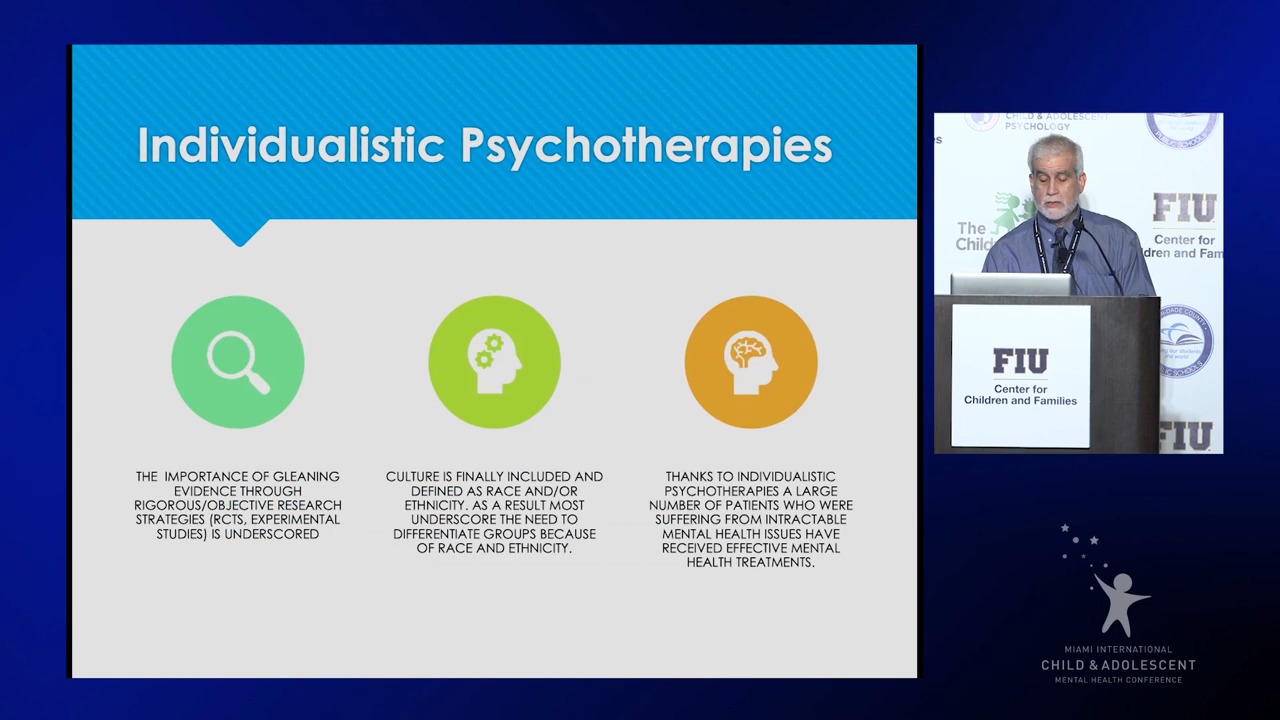 Individualistic Psychotherapies
THE IMPORTANCE OF GLEANING
EVIDENCE THROUGH
RIGOROUS/OBJECTIVE RESEARCH
STRATEGIES (RCTS, EXPERIMENTAL
STUDIES) IS UNDERSCORED
CULTURE IS FINALLY INCLUDED AND
DEFINED AS RACE AND/OR
ETHNICITY. AS A RESULT MOST
UNDERSCORE THE NEED TO
DIFFERENTIATE GROUPS BECAUSE
OF RACE AND ETHNICITY.
THANKS TO INDIVIDUALISTIC
PSYCHOTHERAPIES A LARGE
NUMBER OF PATIENTS WHO WERE
SUFFERING FROM INTRACTABLE
MENTAL HEALTH ISSUES HAVE
RECEIVED EFFECTIVE MENTAL
HEALTH TREATMENTS.
CHILD & ADOLESCENT
PSYCHOLOGY
The
Child
FIU
Center for
dren and Fam
FIU
Center for
Children and Families
FIU
MIAMI INTERNATIONAL
CHILD & ADOLESCENT
MENTAL HEALTH CONFERENCE